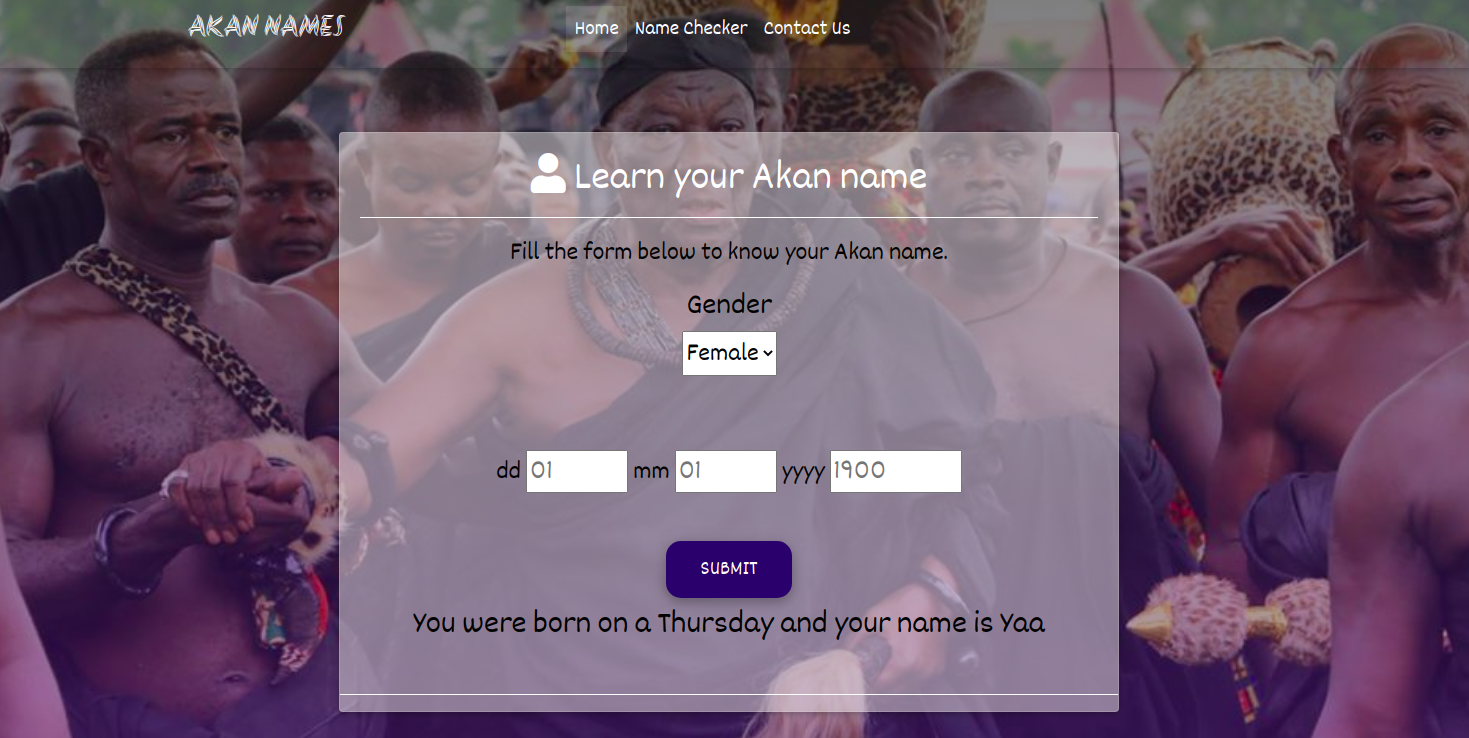 AKAN NAMES
Home Name Checker Contact Us
Learn your Akan name
Fill the form below to know your Akan name.
Gender
Female
dd 01 mm 01 yyyy 1900
SUBMIT
You were born on a Thursday and your name is Yaa